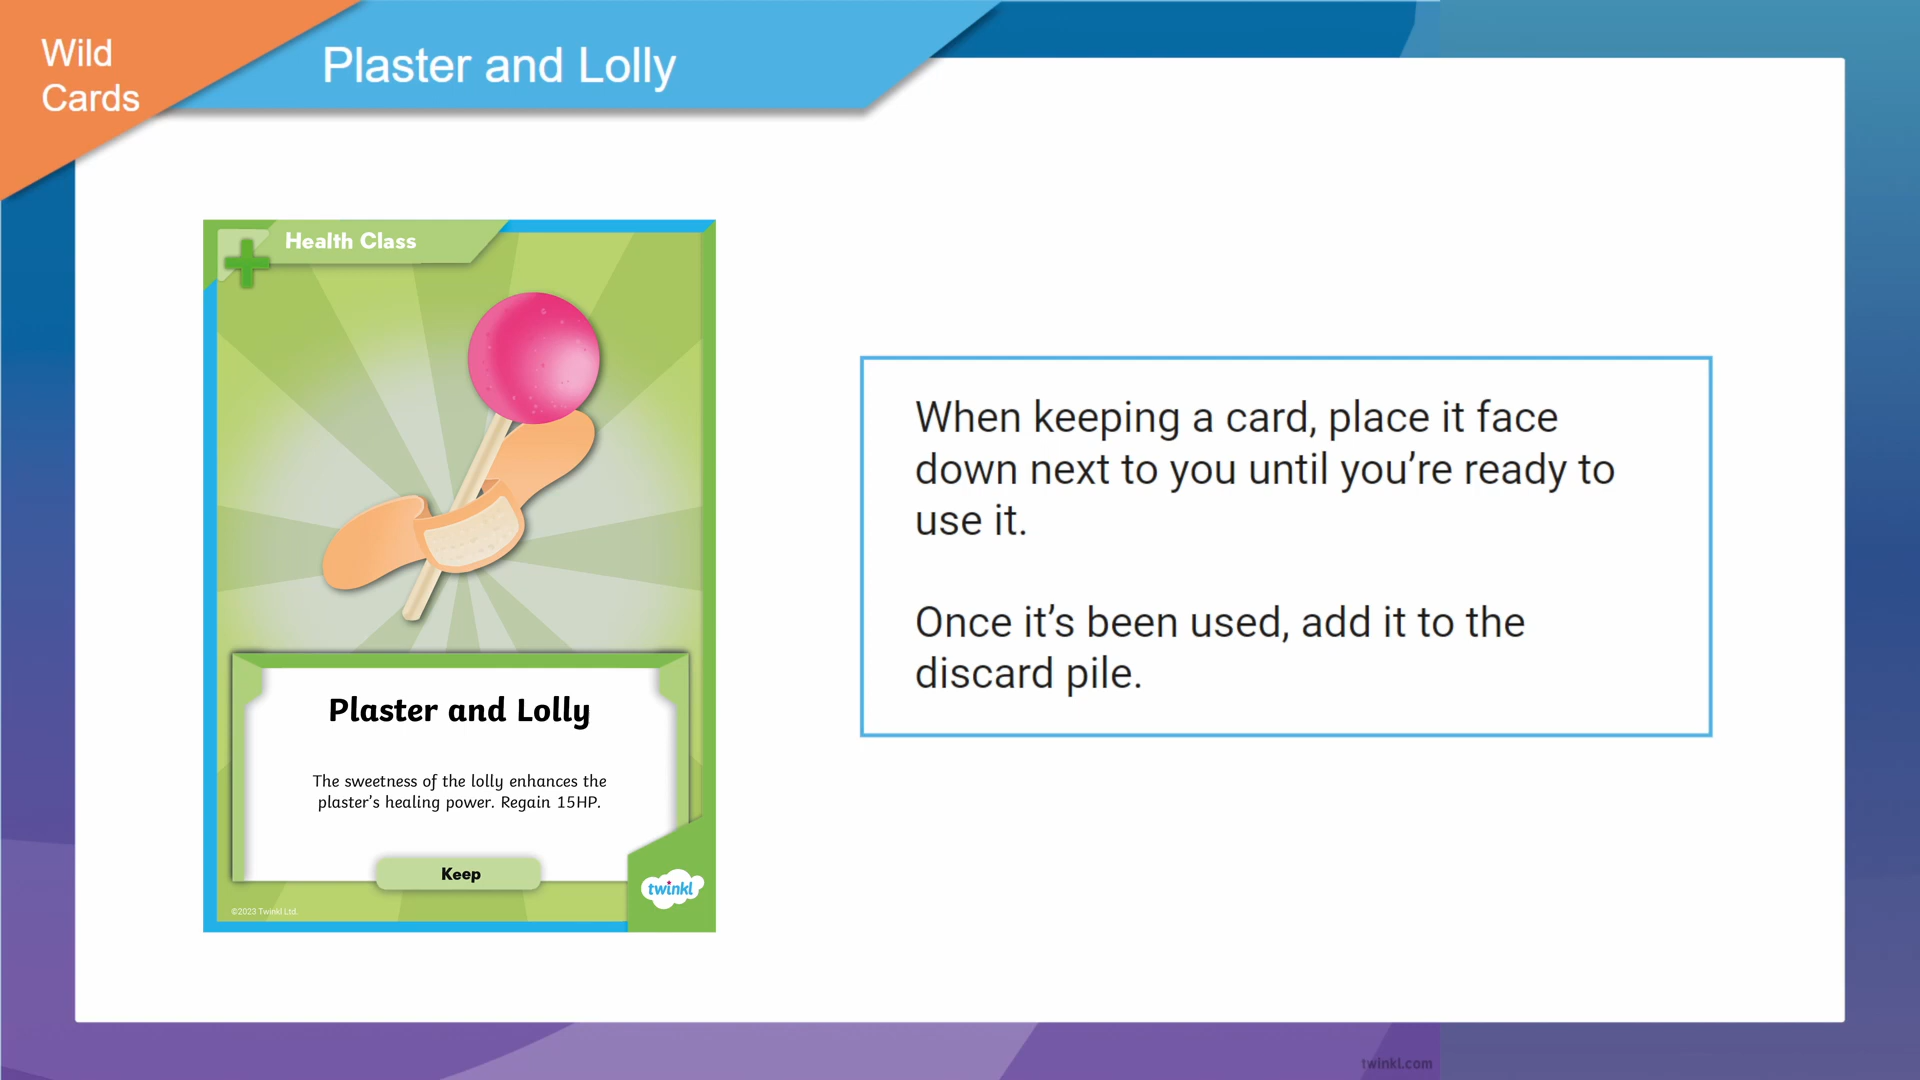 Wild
Cards
Plaster and Lolly
Health Class
Plaster and Lolly
The sweetness of the lolly enhances the
plaster's healing power. Regain 15HP.
Keep
twinkl
©2023 Twinkl Ltd.
When keeping a card, place it face
down next to you until you're ready to
use it.
Once it's been used, add it to the
discard pile.
twinkl.com